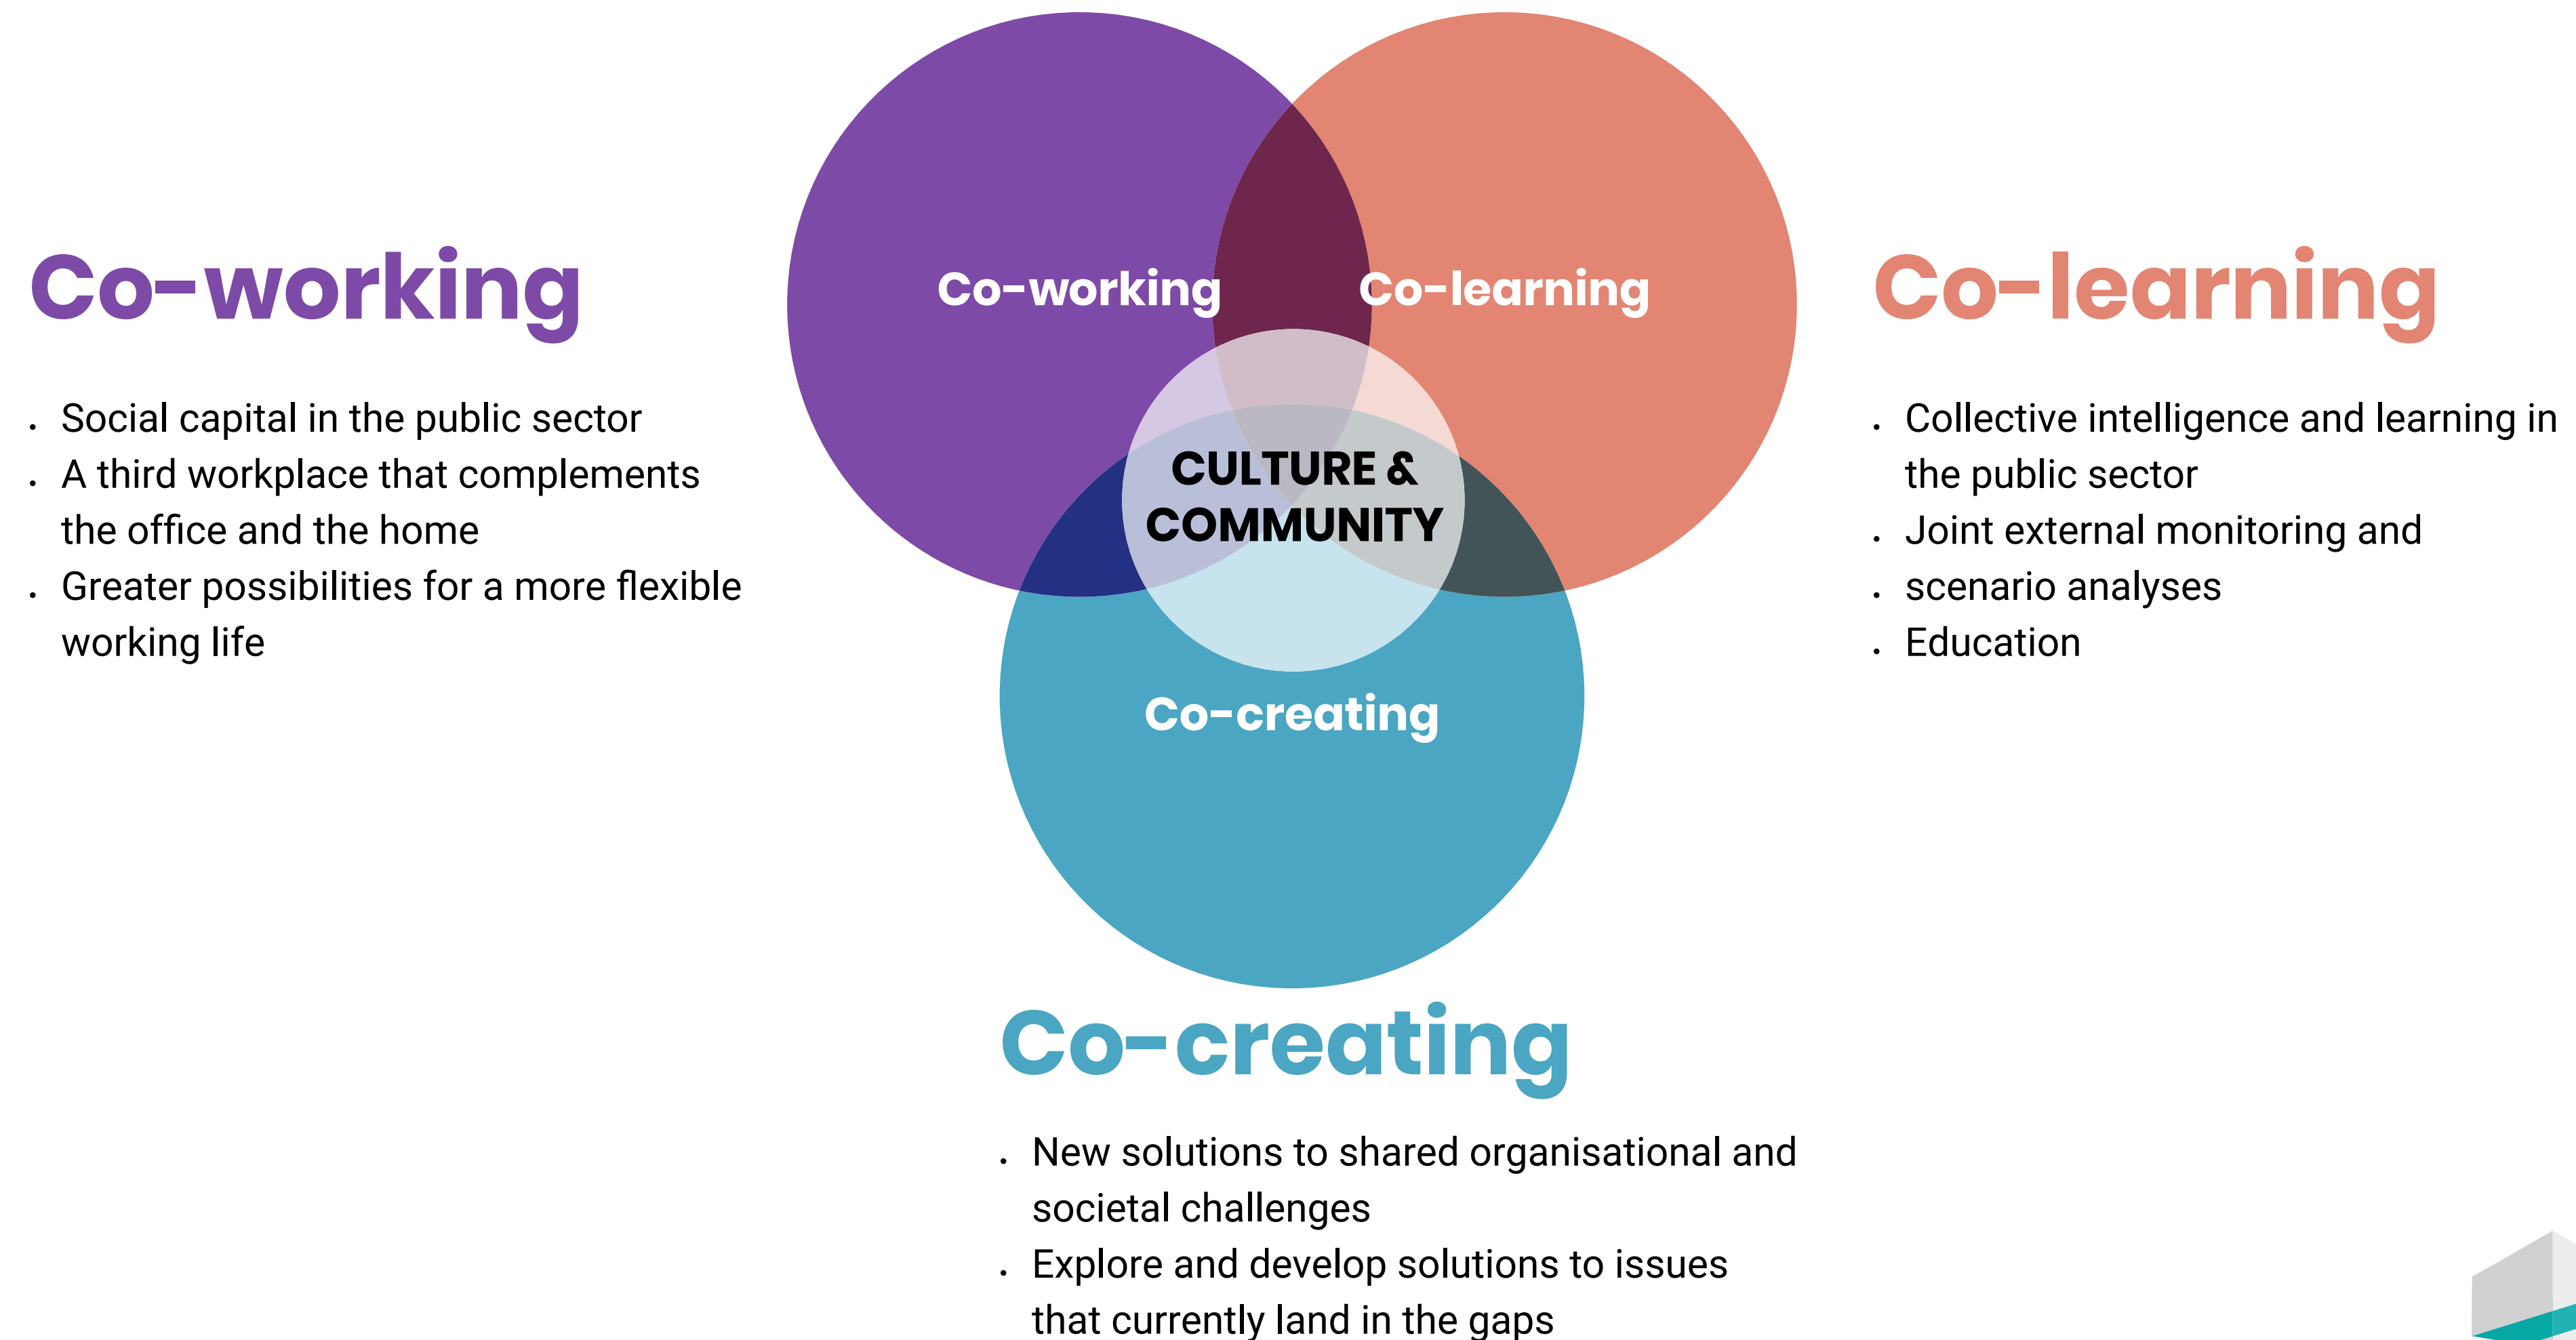 Co-working
• Social capital in the public sector
• A third workplace that complements
the office and the home
• Greater possibilities for a more flexible
working life
Co-working
Co-learning
CULTURE &
COMMUNITY
Co-creating
Co-learning
• Collective intelligence and learning in
the public sector
• Joint external monitoring and
• scenario analyses
• Education
Co-creating
• New solutions to shared organisational and
societal challenges
• Explore and develop solutions to issues
that currently land in the gaps